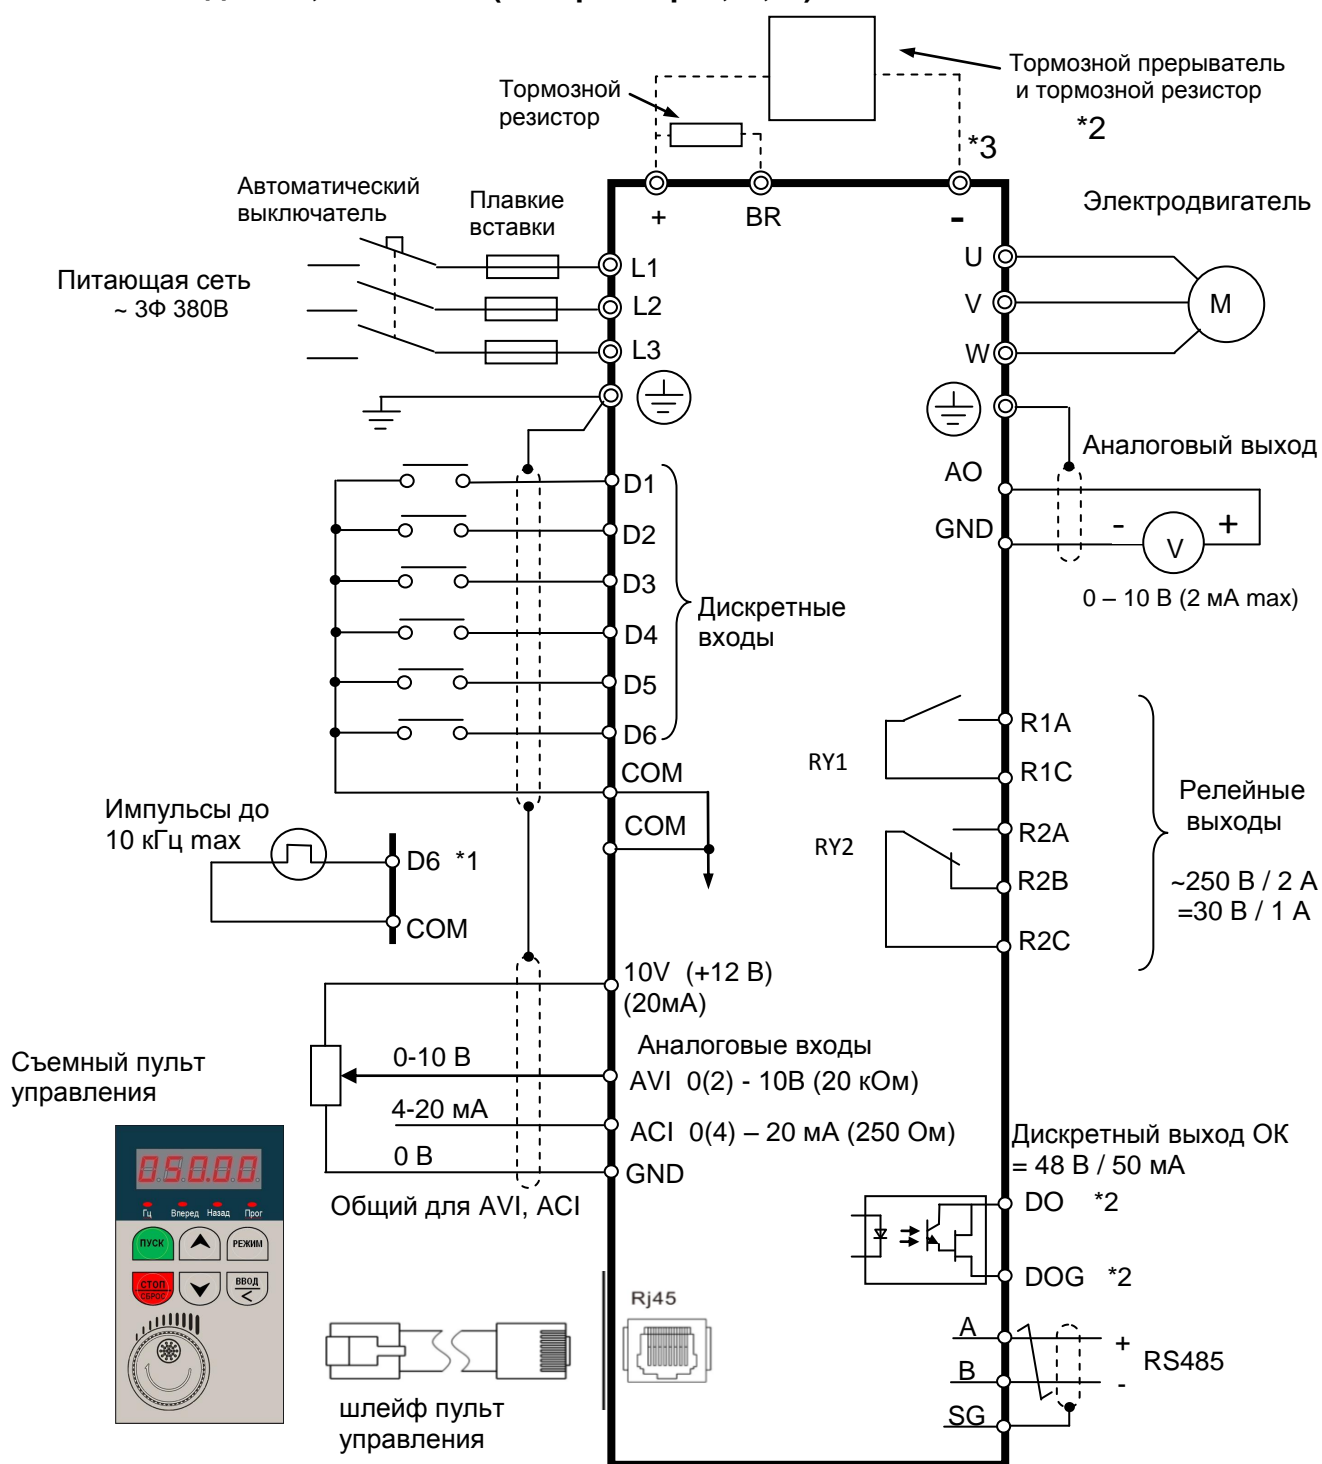 Тормозной прерыватель
и тормозной резистор
*2
Тормозной
резистор
*3
Автоматический
выключатель
Плавкие
вставки
+
BR
-
Электродвигатель
Питающая сеть
~ 3Ф 380В
L1
L2
L3
U
V
W
M
Аналоговый выход
AO
GND
-
+
V
0 – 10 В (2 мА max)
D1
D2
D3
D4
D5
D6
Дискретные
входы
COM
COM
Импульсы до
10 кГц max
D6 *1
COM
RY1
R1A
R1C
RY2
R2A
R2B
R2C
Релейные
выходы
~250 В / 2 А
=30 В / 1 А
10V (+12 В)
(20мА)
Аналоговые входы
0-10 В
AVI 0(2) - 10В (20 кОм)
4-20 мА
ACI 0(4) – 20 мА (250 Ом)
0 В
GND
Общий для AVI, ACI
Съемный пульт
управления
050.00
Гц Вперед Назад Прог
ПУСК
РЕЖИМ
СТОП
СБРОС
ВВОД
<
шлейф пульт
управления
Rj45
Дискретный выход ОК
= 48 В / 50 мА
DO *2
DOG *2
A
B
SG
+
-
RS485